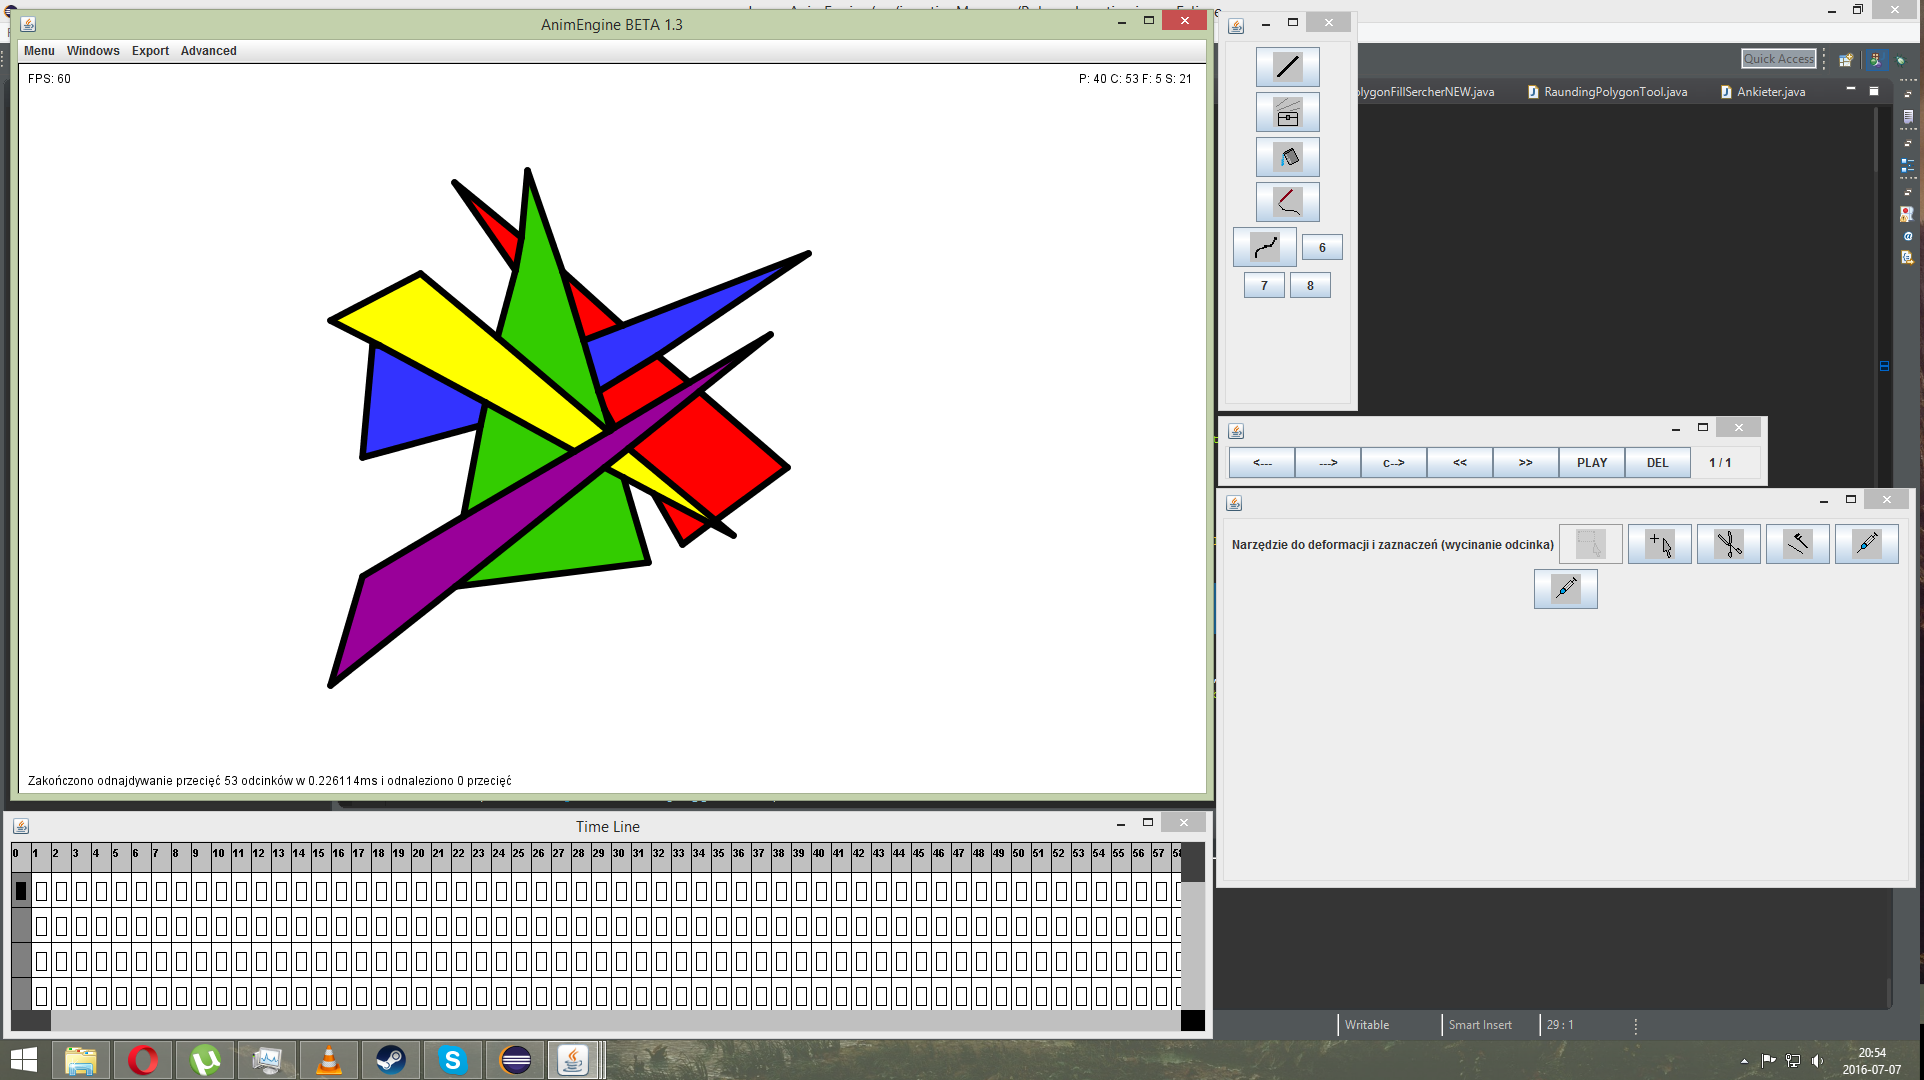 AnimEngine BETA 1.3
Menu Windows Export Advanced
FPS: 60
P: 40 C: 53 F: 5 S: 21
Zakończono odnajdywanie przecięć 53 odcinków w 0.226114ms i odnaleziono 0 przecięć
6
7 8
Quick Access
olygonFillSercherNEW.java RaundingPolygonTool.java Ankieter.java
<--- ---> c--> << >> PLAY DEL 1 / 1
Narzędzie do deformacji i zaznaczeń (wycinanie odcinka)
Time Line
0 1 2 3 4 5 6 7 8 9 10 11 12 13 14 15 16 17 18 19 20 21 22 23 24 25 26 27 28 29 30 31 32 33 34 35 36 37 38 39 40 41 42 43 44 45 46 47 48 49 50 51 52 53 54 55 56 57 58
Writable Smart Insert 29 : 1
20:54
2016-07-07